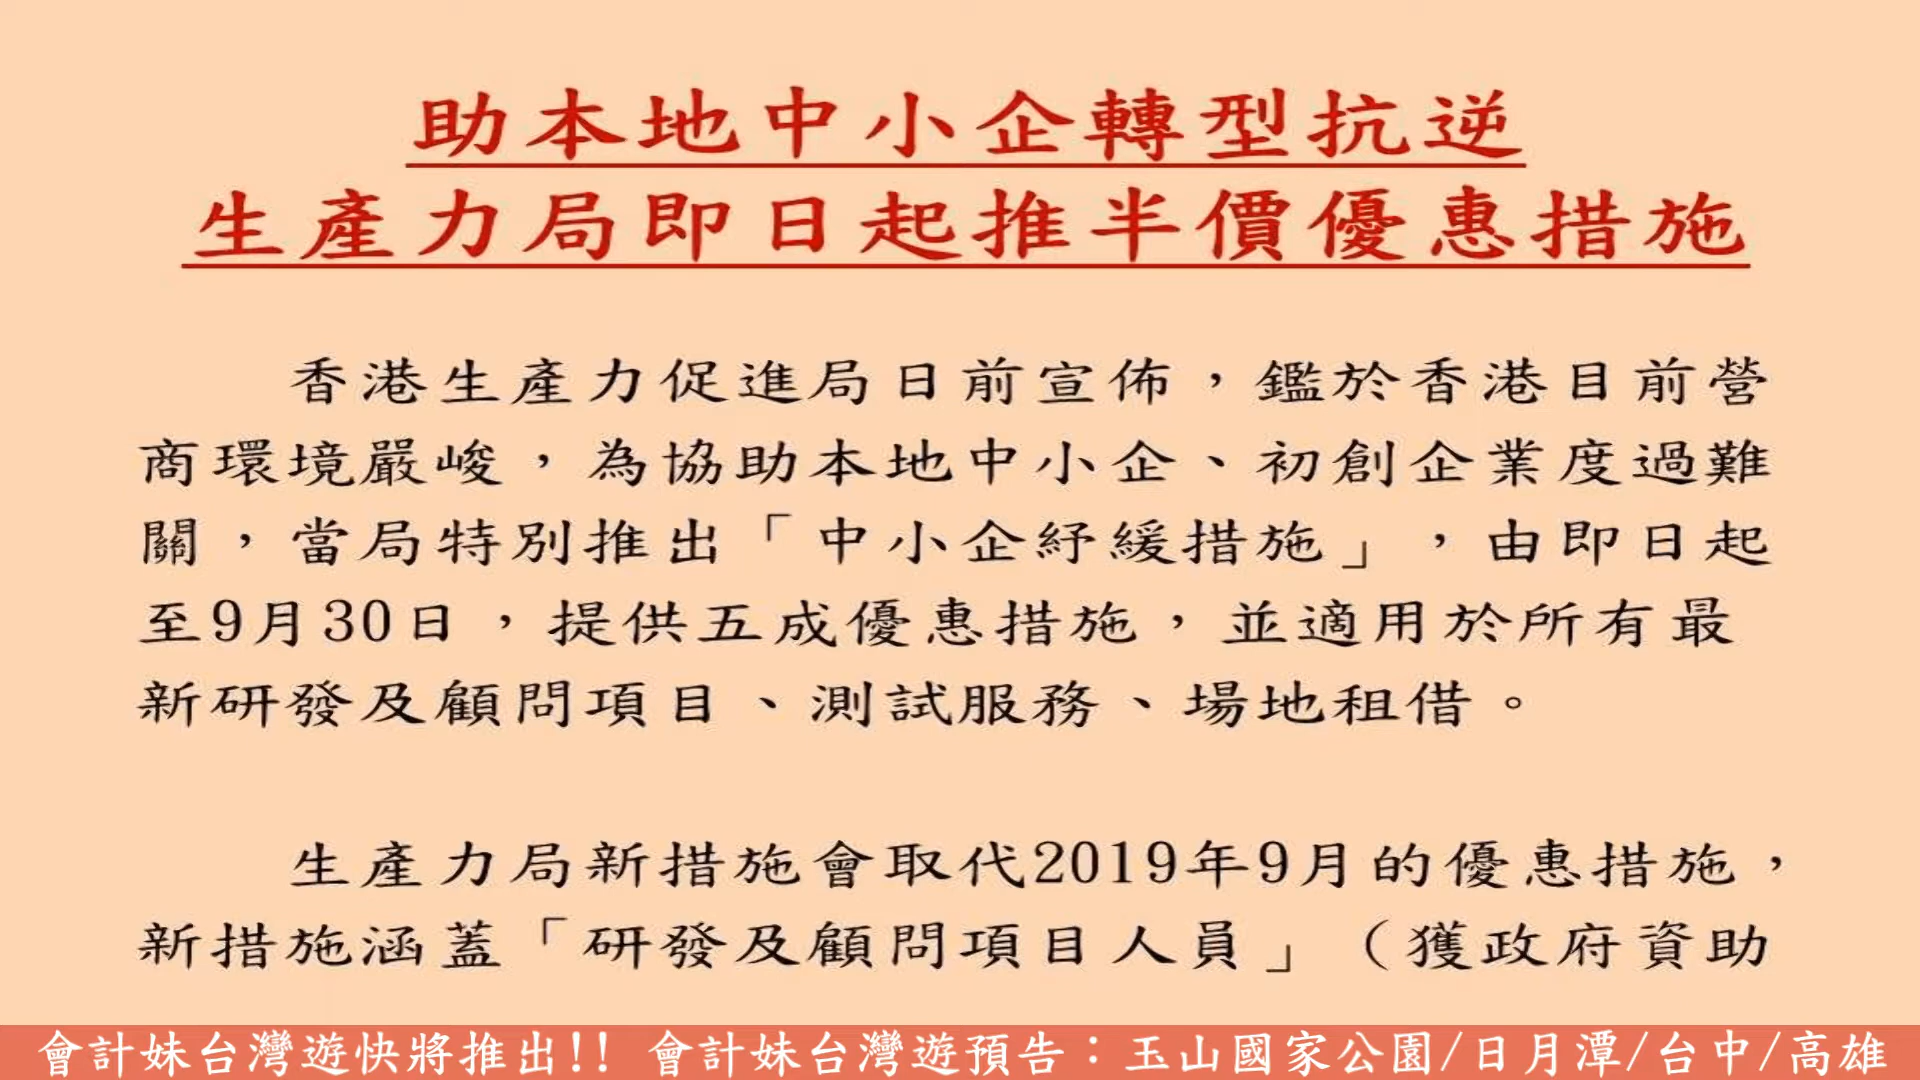 助本地中小企轉型抗逆
生產力局即日起推半價優惠措施
香港生產力促進局日前宣佈，鑑於香港目前營
商環境嚴峻，為協助本地中小企、初創企業度過難
關，當局特別推出「中小企紓緩措施」，由即日起
至9月30日，提供五成優惠措施，並適用於所有最
新研發及顧問項目、測試服務、場地租借。
生產力局新措施會取代2019年9月的優惠措施，
新措施涵蓋「研發及顧問項目人員」（獲政府資助
會計妹台灣遊快將推出!! 會計妹台灣遊預告：玉山國家公園/日月潭/台中/高雄